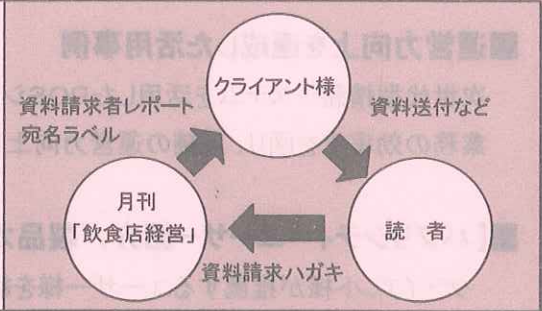 クライアント様
資料請求者レポート
宛名ラベル
資料送付など
月刊
「飲食店経営」
読者
資料請求ハガキ